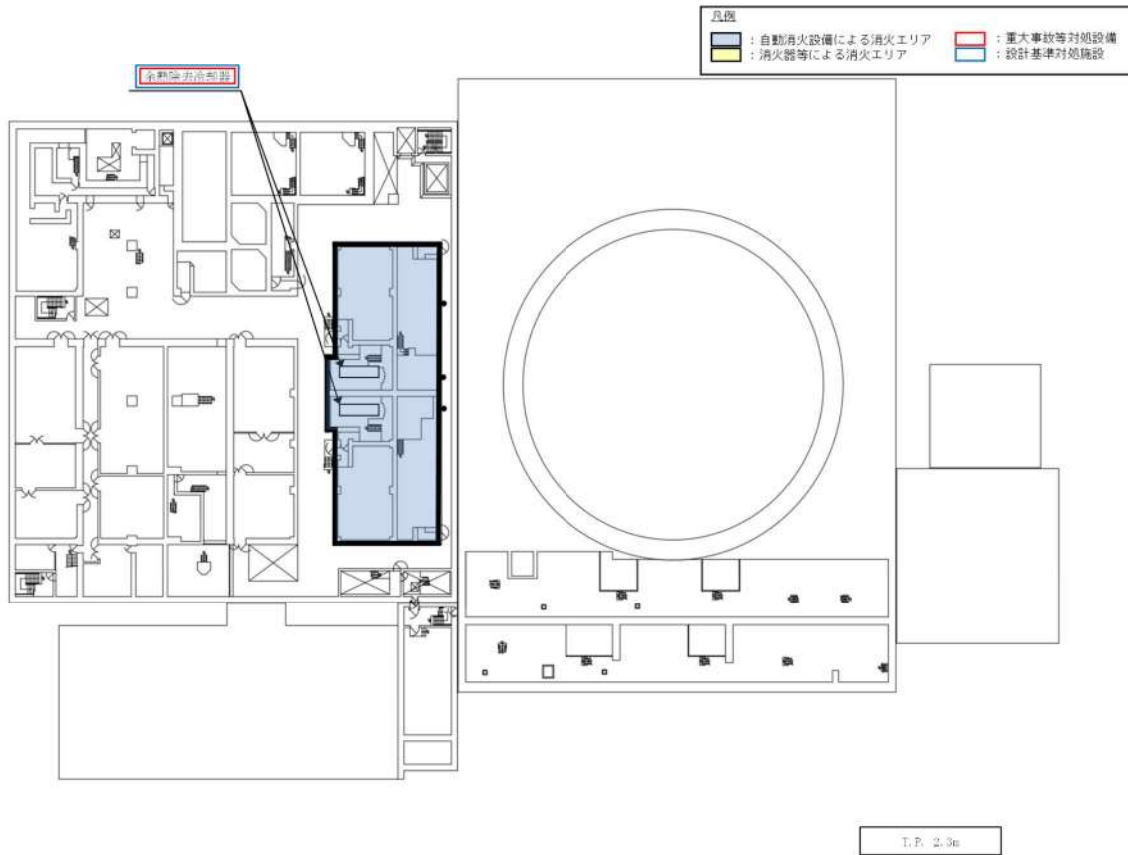 凡例
：自動消火設備による消火エリア
：重大事故等対処設備
：消火器等による消火エリア
：設計基準対処施設
余熱除去冷却器
T.P. 2.3m